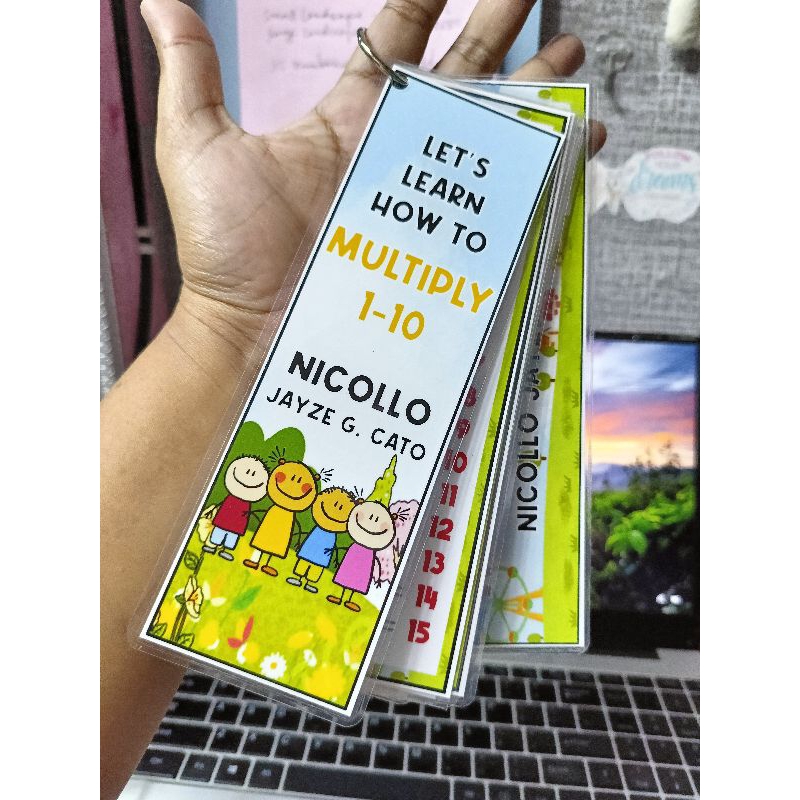 LET'S
LEARN
HOW TO
MULTIPLY
1-10
NICOLLO
JAYZE G. CATO
8
9
10
11
12
13
14
15
NICOLLO